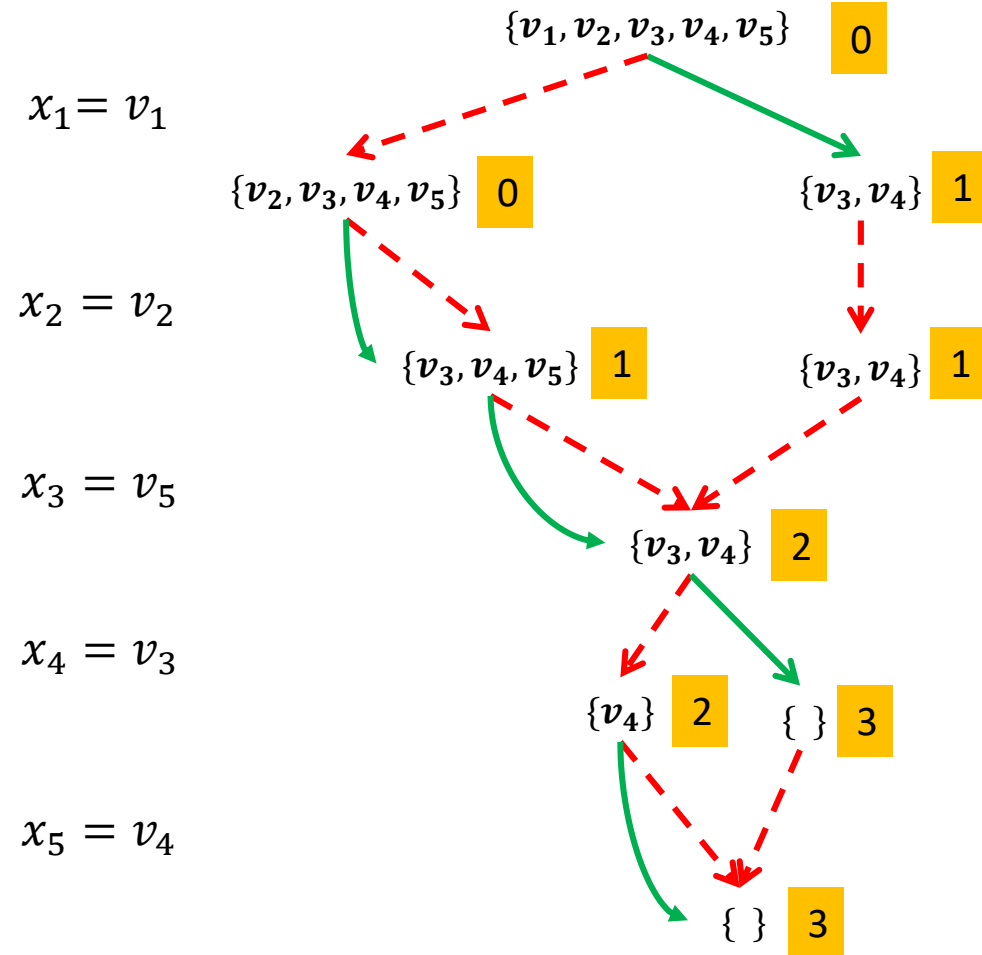 {v₁, v₂, v₃, v₄, v₅} 0
x₁= v₁
{v₂, v₃, v₄, v₅} 0 {v₃, v₄} 1
x₂ = v₂
{v₃, v₄, v₅} 1 {v₃, v₄} 1
x₃ = v₅
{v₃, v₄} 2
x₄ = v₃
{v₄} 2 { } 3
x₅ = v₄
{ } 3